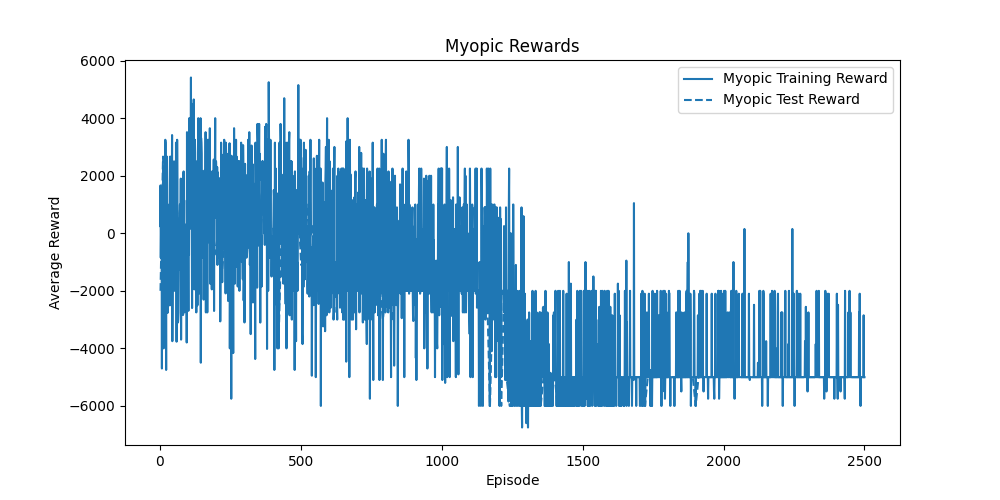 Myopic Rewards
Myopic Training Reward
Myopic Test Reward
Average Reward
6000
4000
2000
0
−2000
−4000
−6000
0
500
1000
1500
2000
2500
Episode